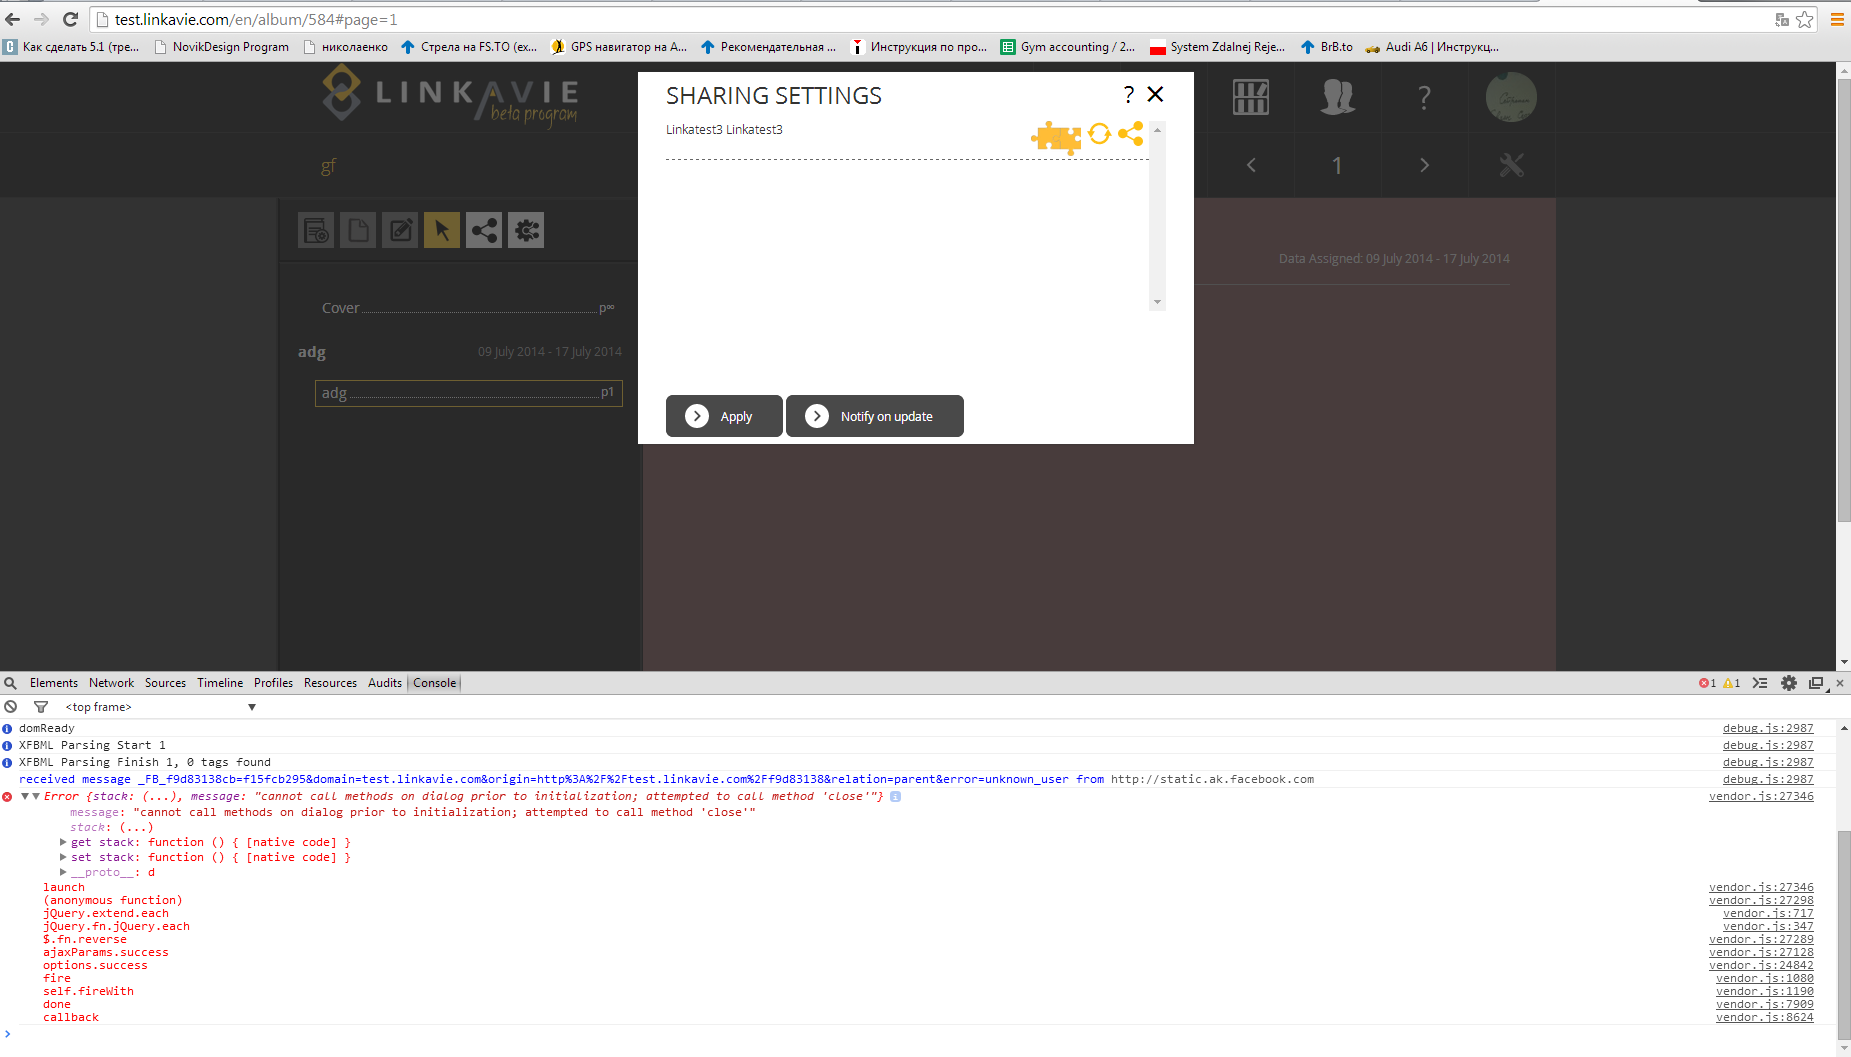 test.linkavie.com/en/album/584#page=1
Как сделать 5.1 (тре...
NovikDesign Program
николаенко
Стрела на FS.TO (ex...
GPS навигатор на A...
Рекомендательная ...
Инструкция по про...
Gym accounting / 2...
System Zdalnej Reje...
BrB.to
Audi A6 | Инструкц...
LINKAVIE
beta program
SHARING SETTINGS
?
?
Linkatest3 Linkatest3
gf
1
Data Assigned: 09 July 2014 - 17 July 2014
Cover p∞
adg 09 July 2014 - 17 July 2014
adg p1
Apply
Notify on update
Elements Network Sources Timeline Profiles Resources Audits Console
1 1
<top frame>
domReady debug.js:2987
XFBML Parsing Start 1 debug.js:2987
XFBML Parsing Finish 1, 0 tags found debug.js:2987
received message _FB_f9d83138cb=f15fcb295&domain=test.linkavie.com&origin=http%3A%2F%2Ftest.linkavie.com%2Ff9d83138&relation=parent&error=unknown_user from http://static.ak.facebook.com debug.js:2987
Error {stack: (...), message: "cannot call methods on dialog prior to initialization; attempted to call method 'close'"} vendor.js:27346
message: "cannot call methods on dialog prior to initialization; attempted to call method 'close'"
stack: (...)
get stack: function () { [native code] }
set stack: function () { [native code] }
__proto__: d
launch vendor.js:27346
(anonymous function) vendor.js:27298
jQuery.extend.each vendor.js:717
jQuery.fn.jQuery.each vendor.js:347
$.fn.reverse vendor.js:27289
ajaxParams.success vendor.js:27128
options.success vendor.js:24842
fire vendor.js:1080
self.fireWith vendor.js:1190
done vendor.js:7909
callback vendor.js:8624